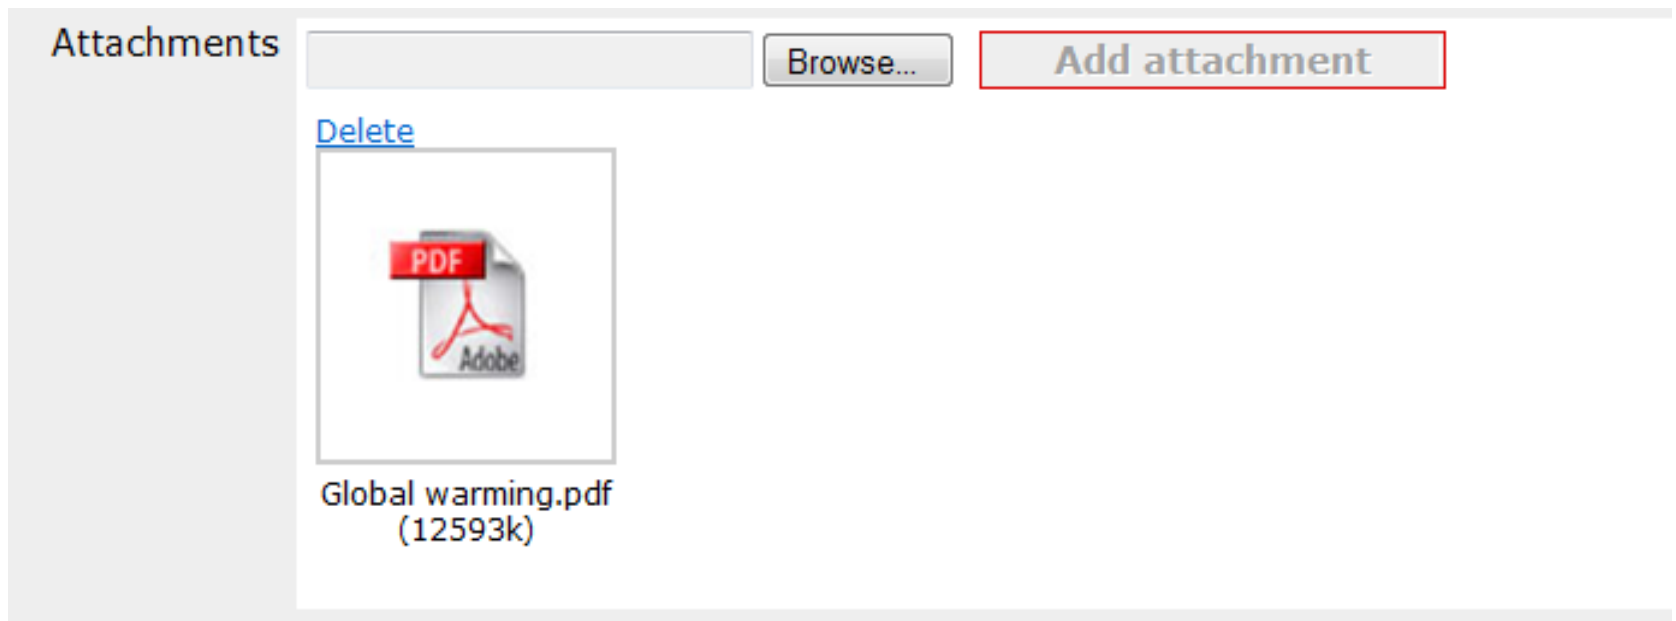 Attachments
Browse...
Add attachment
Delete
PDF
Adobe
Global warming.pdf
(12593k)